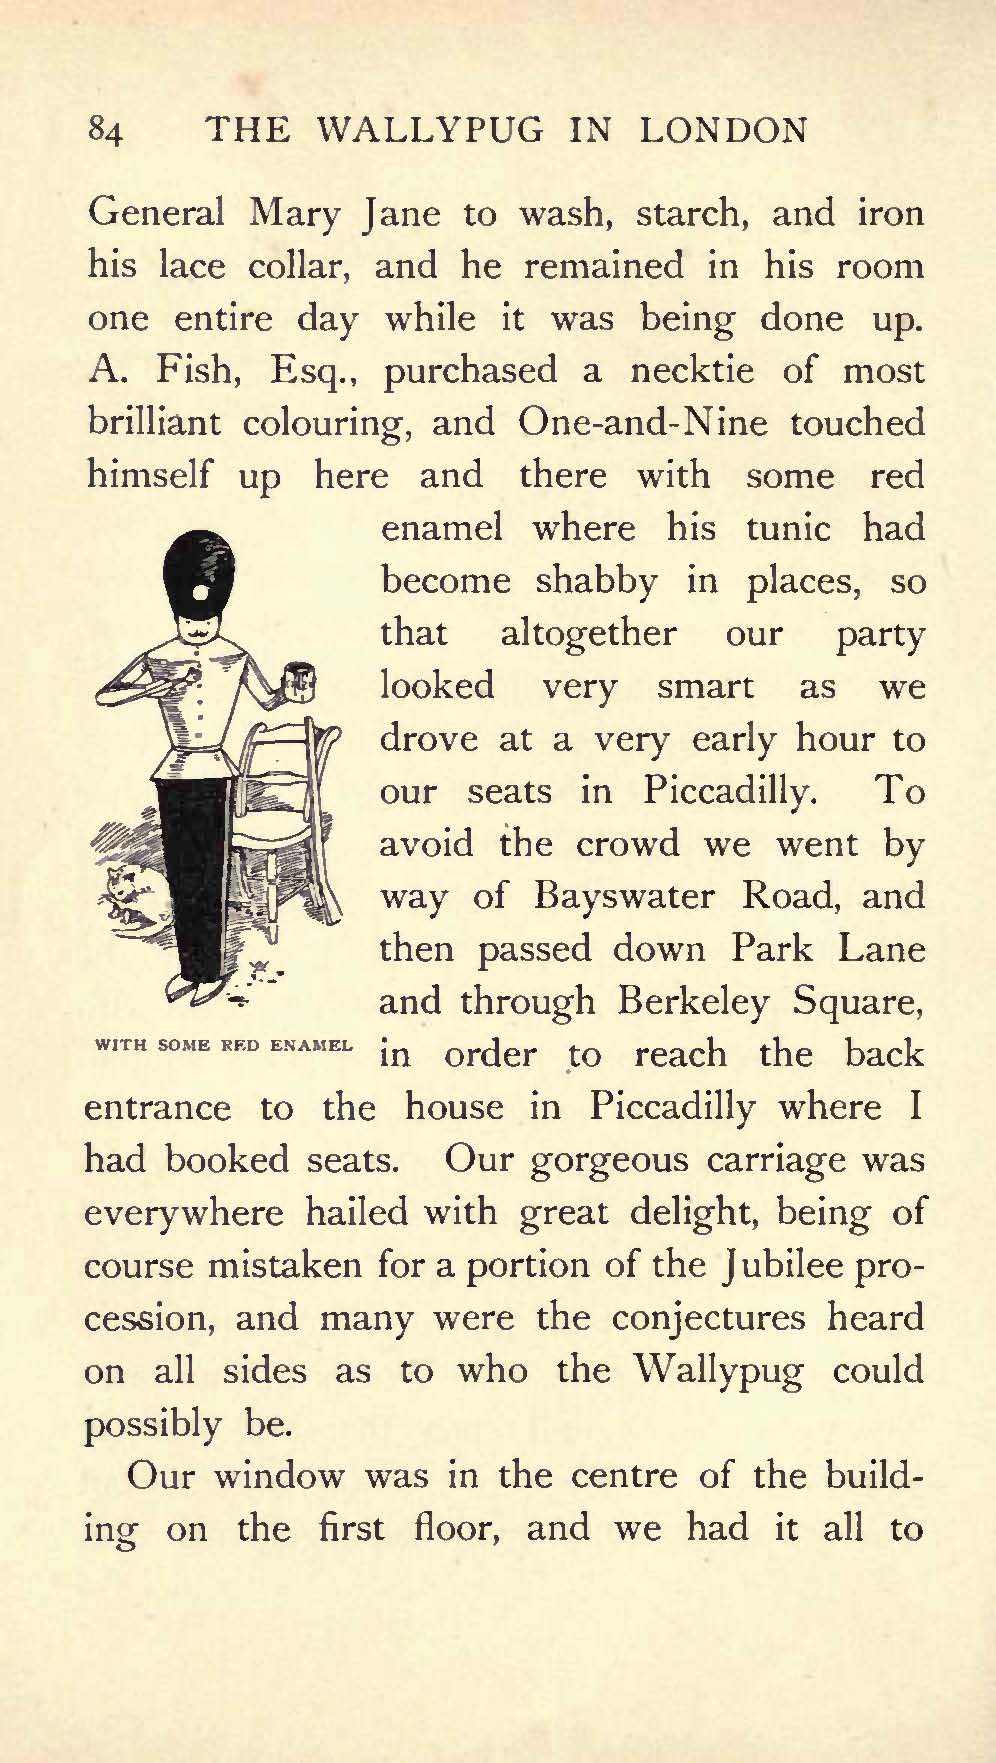 84 THE WALLYPUG IN LONDON
General Mary Jane to wash, starch, and iron
his lace collar, and he remained in his room
one entire day while it was being done up.
A. Fish, Esq., purchased a necktie of most
brilliant colouring, and One-and-Nine touched
himself up here and there with some red
enamel where his tunic had
become shabby in places, so
that altogether our party
looked very smart as we
drove at a very early hour to
our seats in Piccadilly. To
avoid the crowd we went by
way of Bayswater Road, and
then passed down Park Lane
and through Berkeley Square,
WITH SOME RED ENAMEL
in order to reach the back
entrance to the house in Piccadilly where I
had booked seats. Our gorgeous carriage was
everywhere hailed with great delight, being of
course mistaken for a portion of the Jubilee pro-
cession, and many were the conjectures heard
on all sides as to who the Wallypug could
possibly be.
Our window was in the centre of the build-
ing on the first floor, and we had it all to